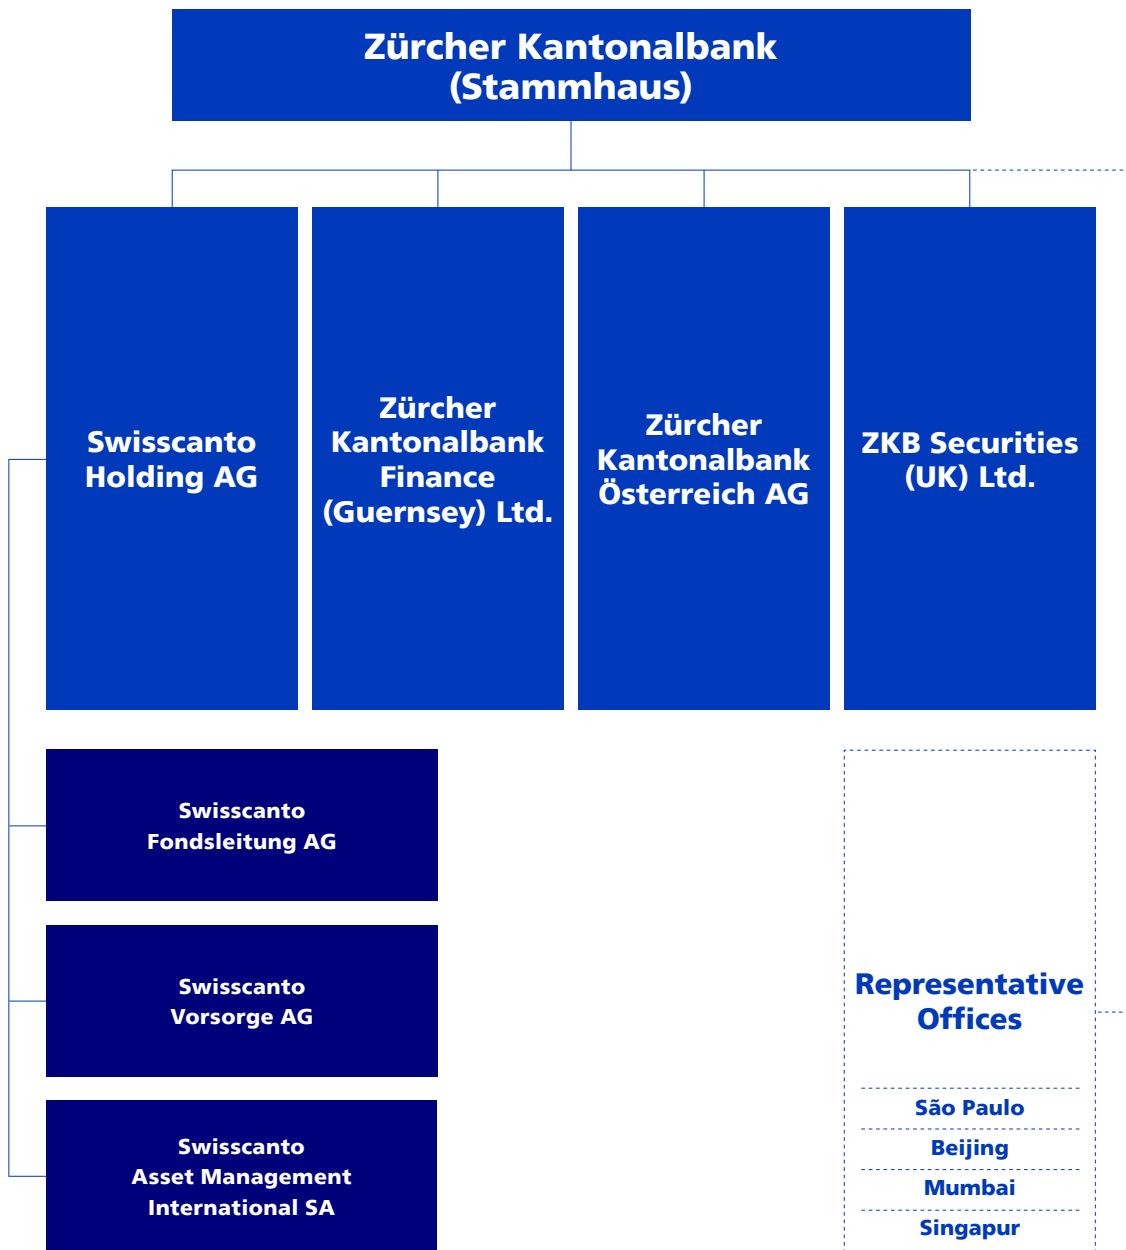 Zürcher Kantonalbank
(Stammhaus)
Swisscanto
Holding AG
Zürcher
Kantonalbank
Finance
(Guernsey) Ltd.
Zürcher
Kantonalbank
Österreich AG
ZKB Securities
(UK) Ltd.
Swisscanto
Fondsleitung AG
Swisscanto
Vorsorge AG
Swisscanto
Asset Management
International SA
Representative
Offices
São Paulo
Beijing
Mumbai
Singapur